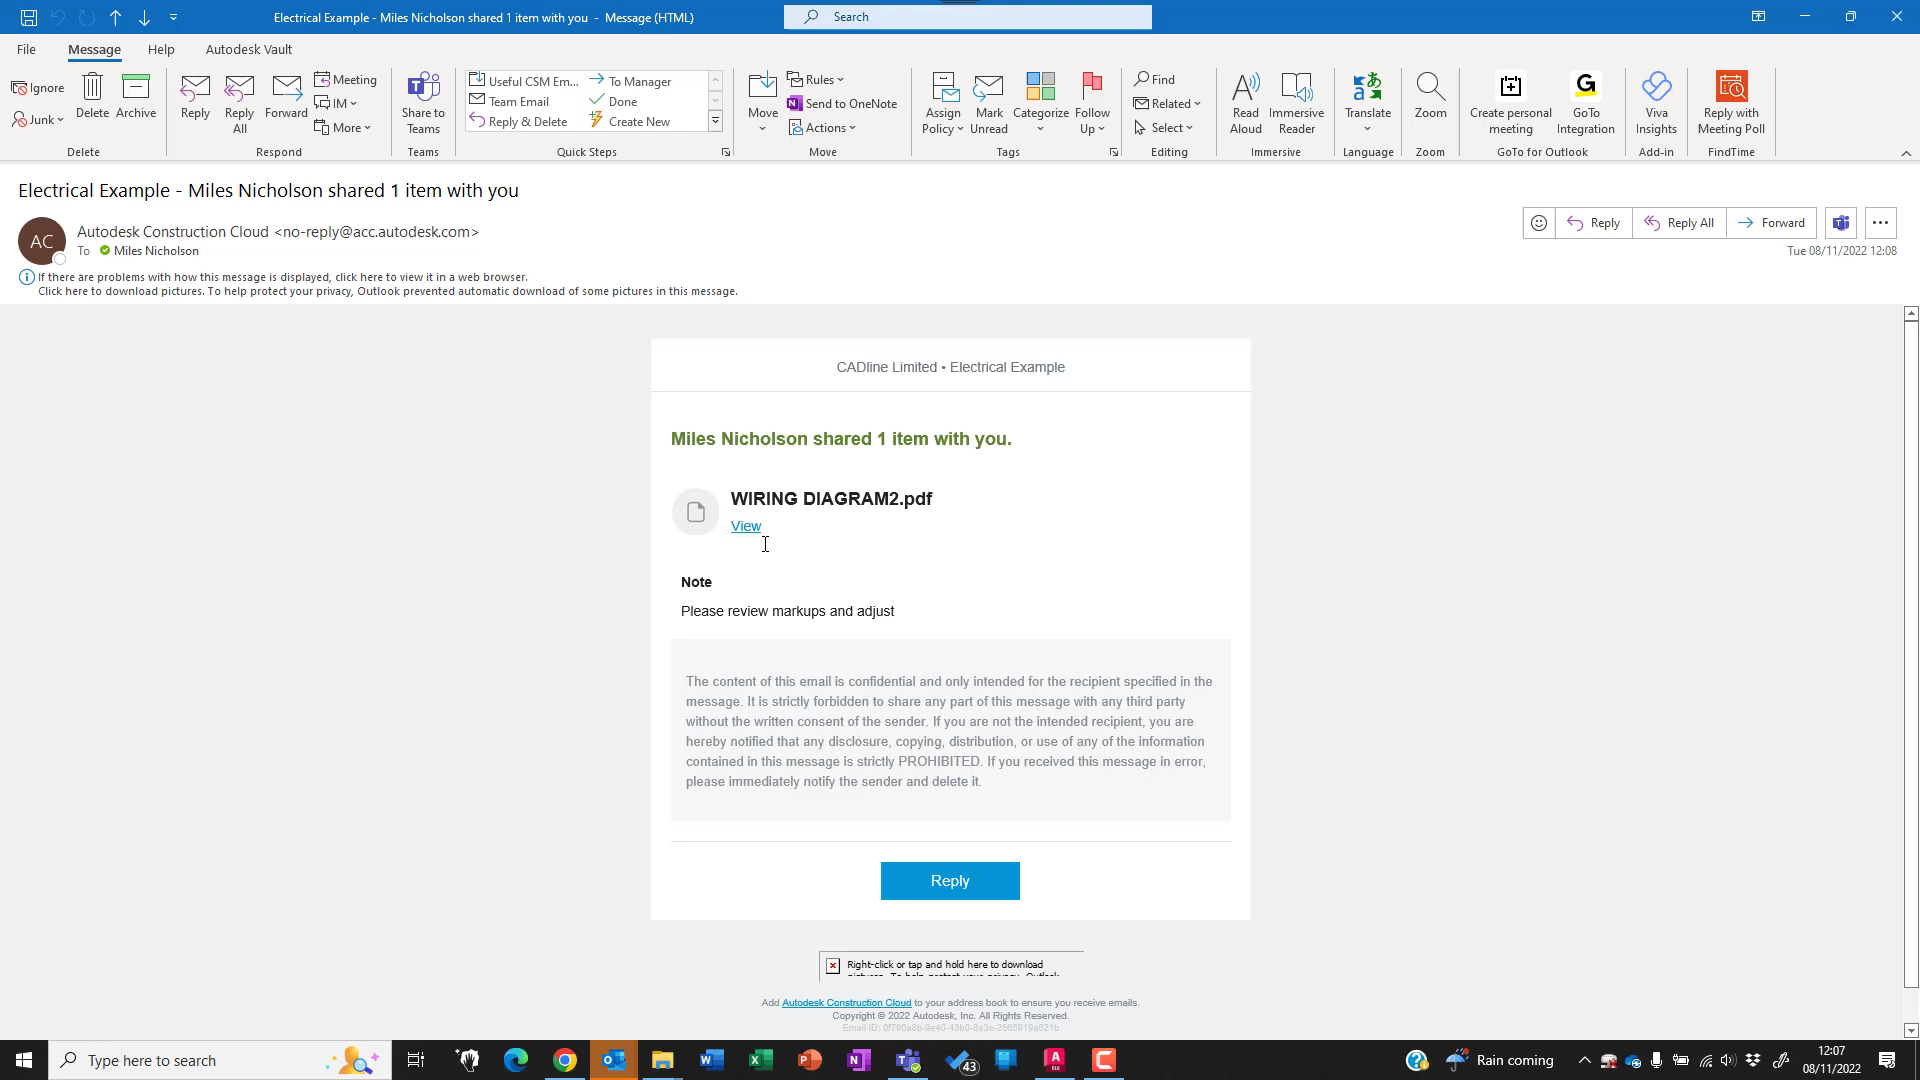 Electrical Example - Miles Nicholson shared 1 item with you - Message (HTML)
Search
File
Message
Help
Autodesk Vault
Ignore
Junk
Delete
Archive
Delete
Reply
Reply All
Forward
Meeting
IM
More
Respond
Share to Teams
Teams
Useful CSM Em...
Team Email
Reply & Delete
To Manager
Done
Create New
Quick Steps
Move
Rules
Send to OneNote
Actions
Move
Assign Policy
Mark Unread
Categorize
Follow Up
Tags
Find
Related
Select
Editing
Read Aloud
Immersive Reader
Immersive
Translate
Language
Zoom
Zoom
Create personal meeting
GoTo Integration
GoTo for Outlook
Viva Insights
Add-in
Reply with Meeting Poll
FindTime
Electrical Example - Miles Nicholson shared 1 item with you
AC
Autodesk Construction Cloud <no-reply@acc.autodesk.com>
To Miles Nicholson
Reply
Reply All
Forward
Tue 08/11/2022 12:08
If there are problems with how this message is displayed, click here to view it in a web browser.
Click here to download pictures. To help protect your privacy, Outlook prevented automatic download of some pictures in this message.
CADline Limited • Electrical Example
Miles Nicholson shared 1 item with you.
WIRING DIAGRAM2.pdf
View
Note
Please review markups and adjust
The content of this email is confidential and only intended for the recipient specified in the
message. It is strictly forbidden to share any part of this message with any third party
without the written consent of the sender. If you are not the intended recipient, you are
hereby notified that any disclosure, copying, distribution, or use of any of the information
contained in this message is strictly PROHIBITED. If you received this message in error,
please immediately notify the sender and delete it.
Reply
Right-click or tap and hold here to download
Add Autodesk Construction Cloud to your address book to ensure you receive emails.
Copyright © 2022 Autodesk, Inc. All Rights Reserved.
Type here to search
43
Rain coming
12:07
08/11/2022